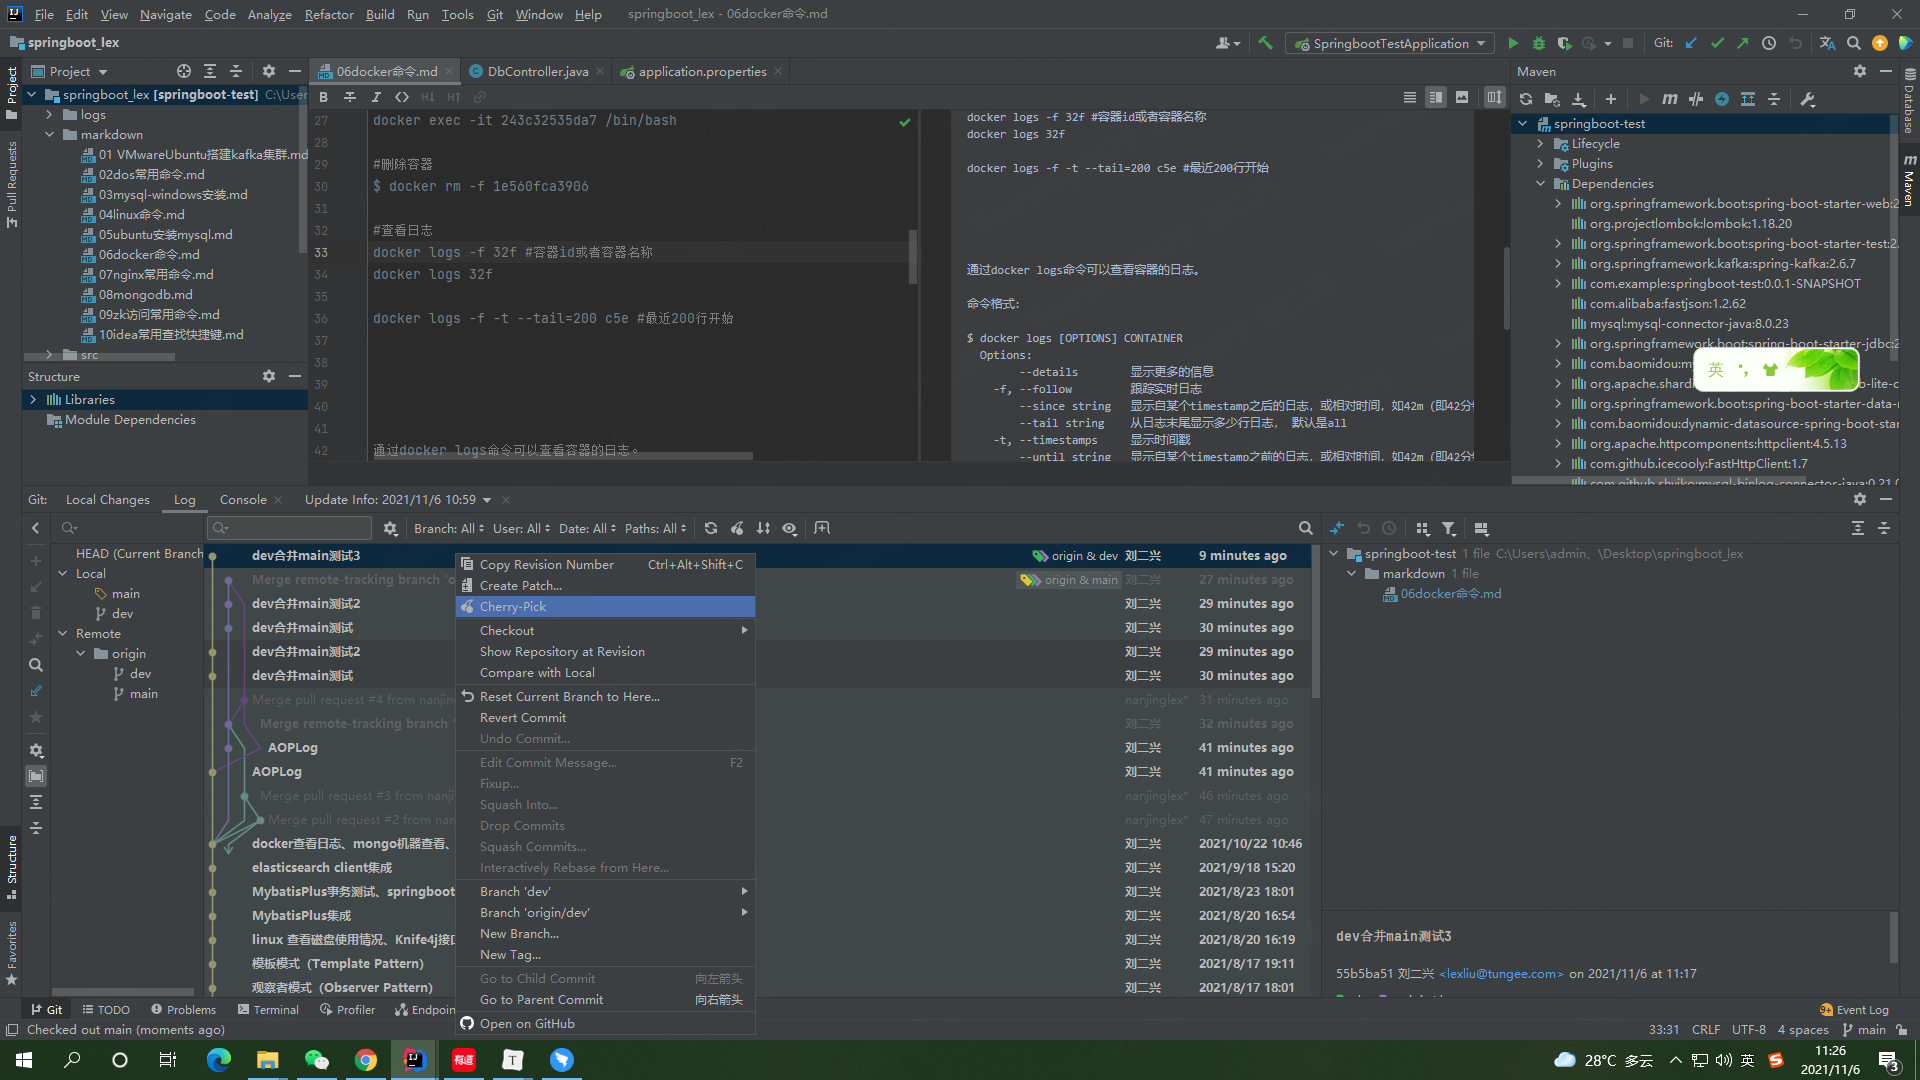 File Edit View Navigate Code Analyze Refactor Build Run Tools Git Window Help springboot_lex - 06docker命令.md
springboot_lex
SpringbootTestApplication
Git:
Project
06docker命令.md
DbController.java
application.properties
Maven
springboot_lex [springboot-test] C:\User
logs
markdown
01 VMwareUbuntu搭建kafka集群.md
02dos常用命令.md
03mysql-windows安装.md
04linux命令.md
05ubuntu安装mysql.md
06docker命令.md
07nginx常用命令.md
08mongodb.md
09zk访问常用命令.md
10idea常用查找快捷键.md
src
Structure
Libraries
Module Dependencies
Project
Pull Requests
Structure
Favorites
27 docker exec -it 243c32535da7 /bin/bash
28
29 #删除容器
30 $ docker rm -f 1e560fca3906
31
32 #查看日志
33 docker logs -f 32f #容器id或者容器名称
34 docker logs 32f
35
36 docker logs -f -t --tail=200 c5e #最近200行开始
37
38
39
40
41
42 通过docker logs命令可以查看容器的日志。
docker logs -f 32f #容器id或者容器名称
docker logs 32f
docker logs -f -t --tail=200 c5e #最近200行开始
通过docker logs命令可以查看容器的日志。
命令格式:
$ docker logs [OPTIONS] CONTAINER
Options:
--details 显示更多的信息
-f, --follow 跟踪实时日志
--since string 显示自某个timestamp之后的日志，或相对时间，如42m（即42分
--tail string 从日志末尾显示多少行日志， 默认是all
-t, --timestamps 显示时间戳
--until string 显示自某个timestamp之前的日志，或相对时间，如42m（即42分
springboot-test
Lifecycle
Plugins
Dependencies
org.springframework.boot:spring-boot-starter-web:2
org.projectlombok:lombok:1.18.20
org.springframework.boot:spring-boot-starter-test:2.
org.springframework.kafka:spring-kafka:2.6.7
com.example:springboot-test:0.0.1-SNAPSHOT
com.alibaba:fastjson:1.2.62
mysql:mysql-connector-java:8.0.23
org.springframework.boot:spring-boot-starter-jdbc:2
com.baomidou:m
org.apache.shard
o-lite-c
org.springframework.boot:spring-boot-starter-data-r
com.baomidou:dynamic-datasource-spring-boot-star
org.apache.httpcomponents:httpclient:4.5.13
com.github.icecooly:FastHttpClient:1.7
com.github.shyiko:mysql-binlog-connector-java:0.21.0
英
Database
Maven
Git: Local Changes Log Console Update Info: 2021/11/6 10:59
Branch: All User: All Date: All Paths: All
HEAD (Current Branch
Local
main
dev
Remote
origin
dev
main
dev合并main测试3 origin & dev 刘二兴 9 minutes ago
Merge remote-tracking branch 'o origin & main 刘二兴 27 minutes ago
dev合并main测试2 刘二兴 29 minutes ago
dev合并main测试 刘二兴 30 minutes ago
dev合并main测试2 刘二兴 29 minutes ago
dev合并main测试 刘二兴 30 minutes ago
Merge pull request #4 from nanjing nanjinglex* 31 minutes ago
Merge remote-tracking branch ' 刘二兴 32 minutes ago
AOPLog 刘二兴 41 minutes ago
AOPLog 刘二兴 41 minutes ago
Merge pull request #3 from nanji nanjinglex* 46 minutes ago
Merge pull request #2 from nan nanjinglex* 47 minutes ago
docker查看日志、mongo机器查看、 刘二兴 2021/10/22 10:46
elasticsearch client集成 刘二兴 2021/9/18 15:20
MybatisPlus事务测试、springboot 刘二兴 2021/8/23 18:01
MybatisPlus集成 刘二兴 2021/8/20 16:54
linux 查看磁盘使用情况、Knife4j接口 刘二兴 2021/8/20 16:19
模板模式（Template Pattern) 刘二兴 2021/8/17 19:11
观察者模式（Observer Pattern) 刘二兴 2021/8/17 18:01
Copy Revision Number Ctrl+Alt+Shift+C
Create Patch...
Cherry-Pick
Checkout
Show Repository at Revision
Compare with Local
Reset Current Branch to Here...
Revert Commit
Undo Commit...
Edit Commit Message... F2
Fixup...
Squash Into...
Drop Commits
Squash Commits...
Interactively Rebase from Here...
Branch 'dev'
Branch 'origin/dev'
New Branch...
New Tag...
Go to Child Commit 向左箭头
Go to Parent Commit 向右箭头
Open on GitHub
springboot-test 1 file C:\Users\admin、\Desktop\springboot_lex
markdown 1 file
06docker命令.md
dev合并main测试3
55b5ba51 刘二兴 <lexliu@tungee.com> on 2021/11/6 at 11:17
Git TODO Problems Terminal Profiler Endpoin Event Log
Checked out main (moments ago) 33:31 CRLF UTF-8 4 spaces main
有道 T 28°C 多云 英 11:26
2021/11/6 3